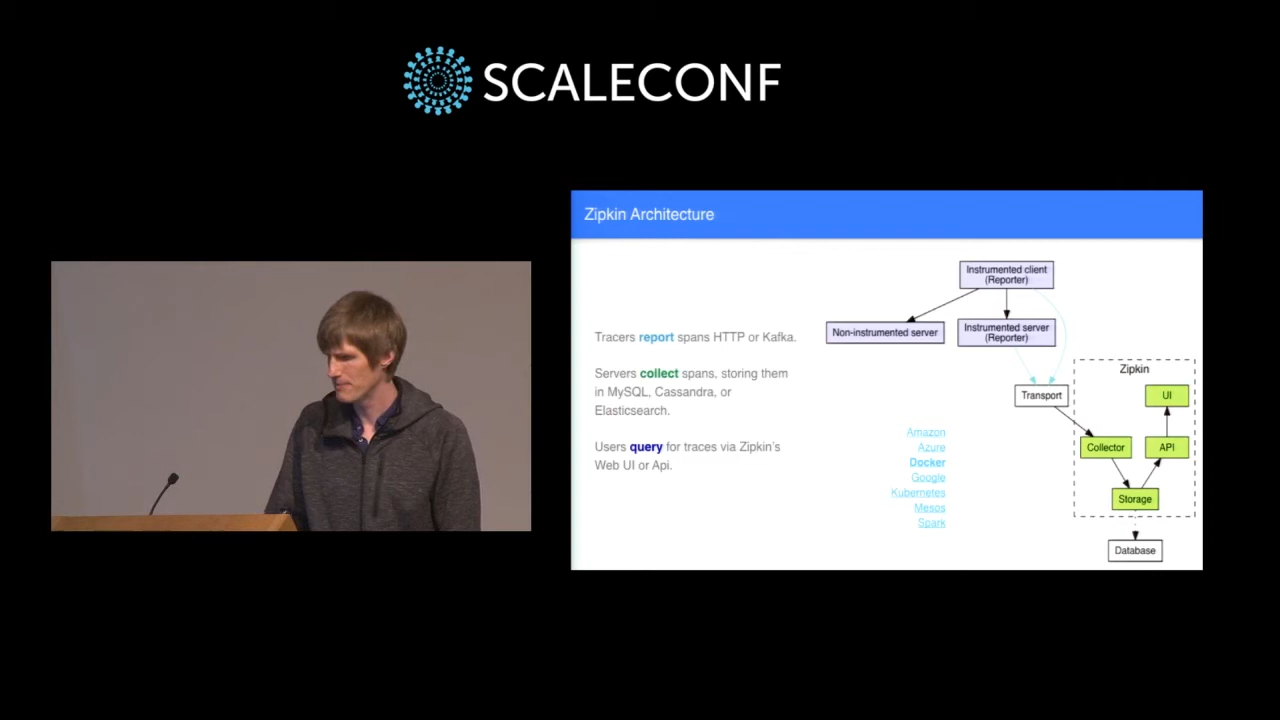 SCALECONF
Zipkin Architecture
Tracers report spans HTTP or Kafka.
Servers collect spans, storing them
in MySQL, Cassandra, or
Elasticsearch.
Users query for traces via Zipkin's
Web UI or Api.
Instrumented client
(Reporter)
Non-instrumented server
Instrumented server
(Reporter)
Zipkin
Transport
UI
Collector
API
Storage
Database
Amazon
Azure
Docker
Google
Kubernetes
Mesos
Spark